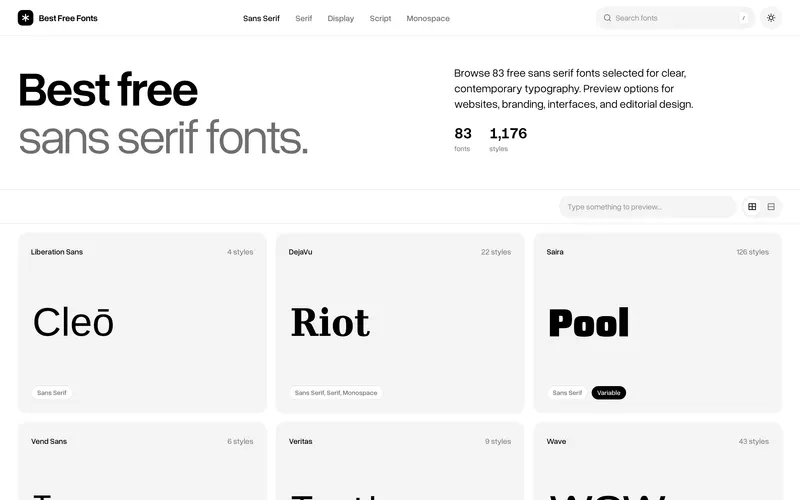 Best Free Fonts
Sans Serif
Serif
Display
Script
Monospace
Search fonts
/
Best free
sans serif fonts.
Browse 83 free sans serif fonts selected for clear,
contemporary typography. Preview options for
websites, branding, interfaces, and editorial design.
83
fonts
1,176
styles
Type something to preview...
Liberation Sans
4 styles
Cleō
Sans Serif
DejaVu
22 styles
Riot
Sans Serif, Serif, Monospace
Saira
126 styles
Pool
Sans Serif
Variable
Vend Sans
6 styles
Veritas
9 styles
Wave
43 styles